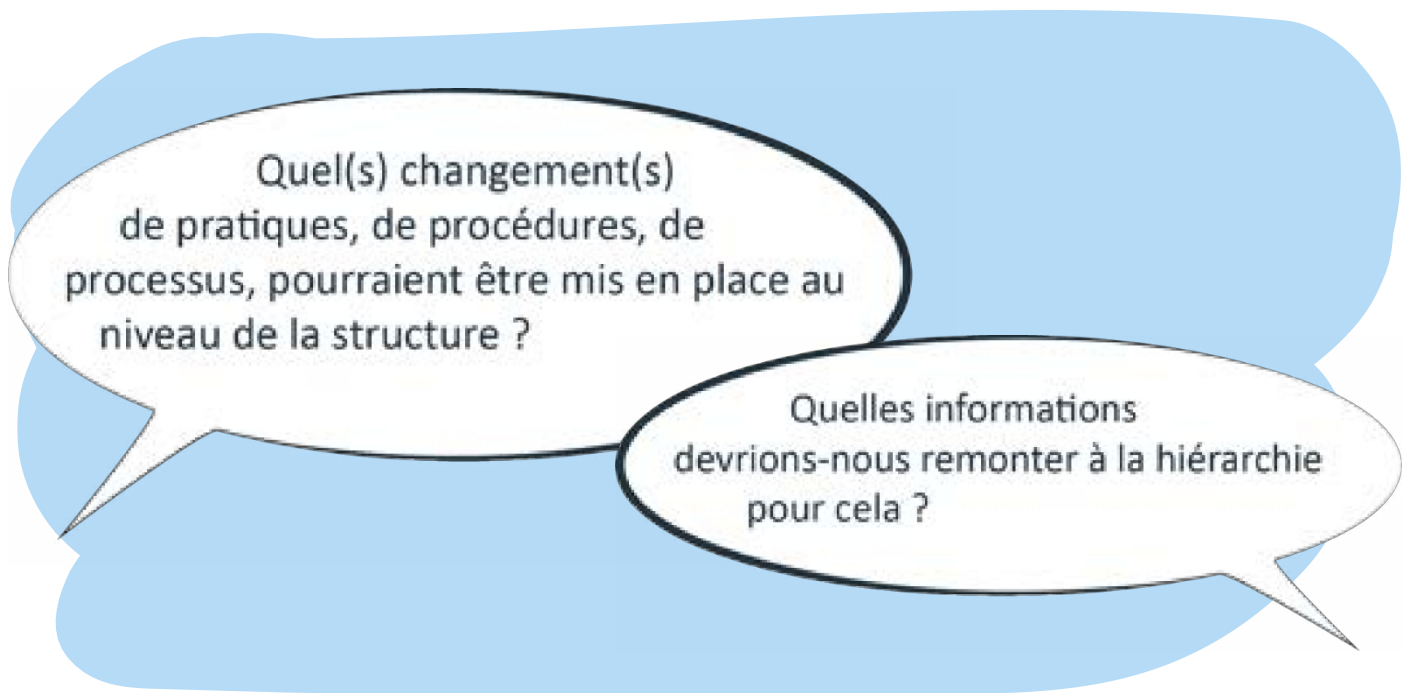 Quel(s) changement(s)
de pratiques, de procédures, de
processus, pourraient être mis en place au
niveau de la structure ?
Quelles informations
devrions-nous remonter à la hiérarchie
pour cela ?